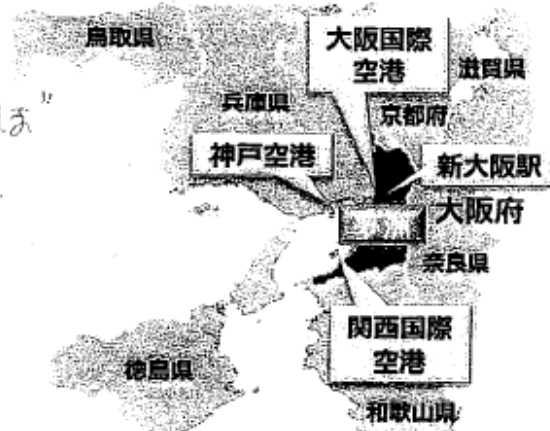 鳥取県
大阪国際
空港
滋賀県
兵庫県
京都府
神戸空港
新大阪駅
大阪府
奈良県
関西国際
空港
徳島県
和歌山県